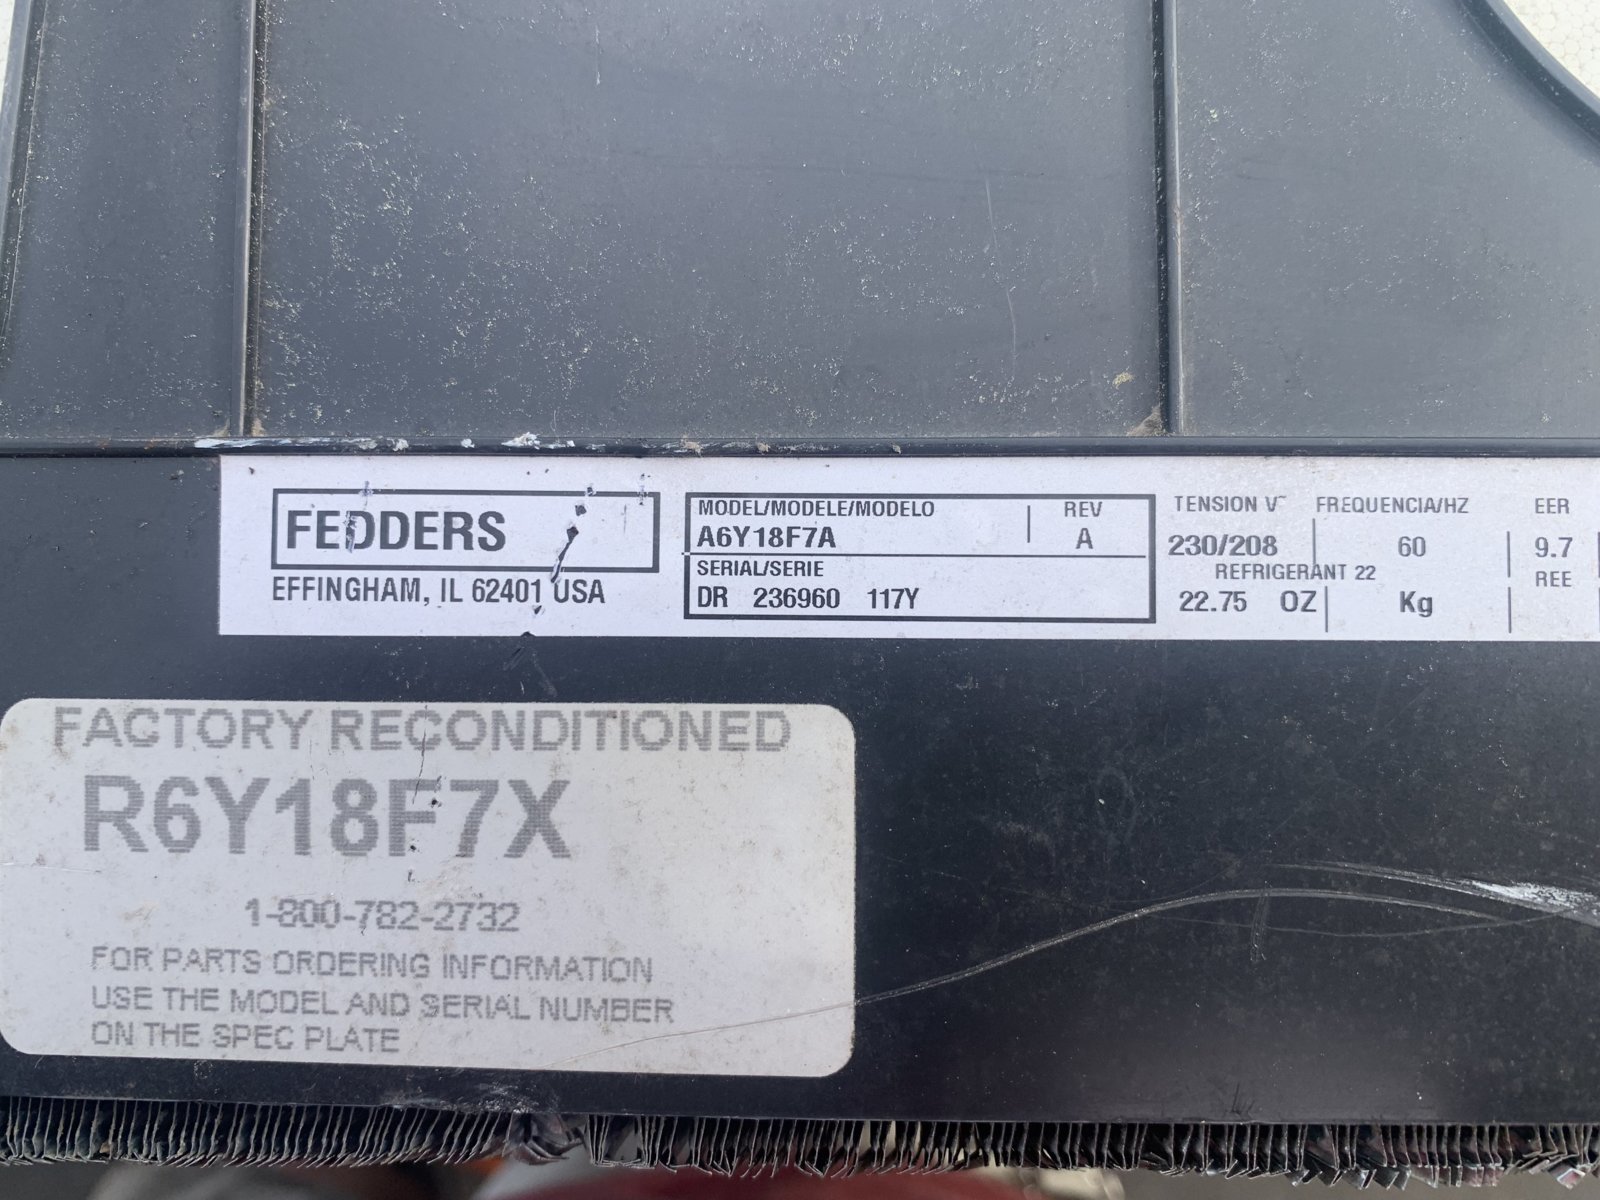 FEDDERS
EFFINGHAM, IL 62401 USA
MODEL/MODELE/MODELO REV
A6Y18F7A A
SERIAL/SERIE
DR 236960 117Y
TENSION V~ FREQUENCIA/HZ EER
230/208 60 9.7
REFRIGERANT 22 REE
22.75 OZ Kg
FACTORY RECONDITIONED
R6Y18F7X
1-800-782-2732
FOR PARTS ORDERING INFORMATION
USE THE MODEL AND SERIAL NUMBER
ON THE SPEC PLATE